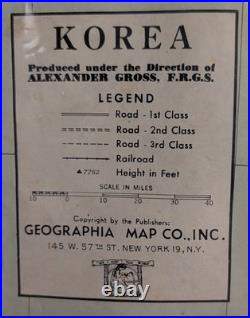 KOREA
Produced under the Direction of
ALEXANDER GROSS, F.R.G.S.
LEGEND
Road - 1st Class
Road - 2nd Class
Road - 3rd Class
Railroad
▲7752 Height in Feet
SCALE IN MILES
10 0 10 20 30 40
Copyright by the Publishers:
GEOGRAPHIA MAP CO., INC.
145 W. 57TH ST. NEW YORK 19, N.Y.